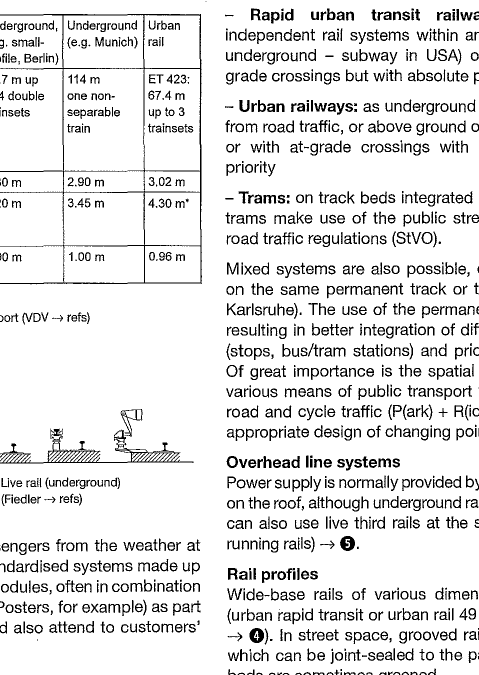 derground, Underground Urban
g. small- (e.g. Munich) rail
ofile, Berlin)
.7 m up 114 m ET 423:
4 double one non- 67.4 m
insets separable up to 3
train trainsets
30 m 2.90 m 3.02 m
20 m 3.45 m 4.30 m*
90 m 1.00 m 0.96 m
port (VDV → refs)
Live rail (underground)
(Fiedler → refs)
sengers from the weather at
ndardised systems made up
odules, often in combination
Posters, for example) as part
d also attend to customers'
– Rapid urban transit railwa
independent rail systems within an
underground – subway in USA) o
grade crossings but with absolute p
– Urban railways: as underground
from road traffic, or above ground o
or with at-grade crossings with
priority
– Trams: on track beds integrated
trams make use of the public stre
road traffic regulations (StVO).
Mixed systems are also possible, e
on the same permanent track or t
Karlsruhe). The use of the permane
resulting in better integration of dif
(stops, bus/tram stations) and prio
Of great importance is the spatial
various means of public transport
road and cycle traffic (P(ark) + R(id
appropriate design of changing poin
Overhead line systems
Power supply is normally provided by
on the roof, although underground ra
can also use live third rails at the s
running rails) → ❺.
Rail profiles
Wide-base rails of various dimen
(urban rapid transit or urban rail 49
→ ❹). In street space, grooved rai
which can be joint-sealed to the pa
beds are sometimes greened